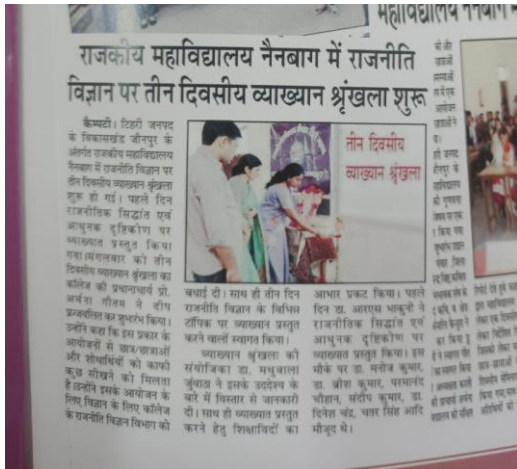 महाविद्यालय नैनबाग में
राजकीय महाविद्यालय नैनबाग में राजनीति
विज्ञान पर तीन दिवसीय व्याख्यान श्रृंखला शुरू
कैम्पटी। टिहरी जनपद
के विकासखंड जौनपुर के
अंतर्गत राजकीय महाविद्यालय
नैनबाग में राजनीति विज्ञान पर
तीन दिवसीय व्याख्यान श्रृंखला
शुरू हो गई। पहले दिन
राजनीतिक सिद्धांत एवं
आधुनक दृष्टिकोण पर
व्याख्यात प्रस्तुत किया
गया।मंगलवार को तीन
दिवसीय व्याख्यान श्रृंखला का
कॉलेज की प्रधानाचार्य प्रो.
अर्चना गौतम ने दीप
प्रज्जवलित का शुभारंभ किया।
उन्होंने कहा कि इस प्रकार के
आयोजनों से छात्र/छात्राओं
और शोधार्थियों को काफी
कुछ सीखने को मिलता
है।उन्होंने इसके आयोजन के
लिए विज्ञान के लिए कॉलेज
के राजनीति विज्ञान विभाग को
तीन दिवसीय
व्याख्यान श्रृंखला
बधाई दी। साथ ही तीन दिन
राजनीति विज्ञान के विभिन्न
टॉपिक पर व्याख्यान प्रस्तुत
करने वालों स्वागत किया।
व्याख्यान श्रृंखला की
संयोजिका डा. मधुबाला
जुंवाठा ने इसके उददेश्य के
बारे में विस्तार से जानकारी
दी। साथ ही व्याख्यात प्रस्तुत
करने हेतु शिक्षाविदों का
आभार प्रकट किया। पहले
दिन डा. आरएस भाकुनी ने
राजनीतिक सिद्धांत एवं
आधुनक दृष्टिकोण पर
व्याख्यात प्रस्तुत किया। इस
मौके पर डा. मनोज कुमार,
डा. ब्रीश कुमार, परमानंद
चौहान, संदीप कुमार, डा.
दिनेश चंद्र, चतर सिंह आदि
मौजूद थे।